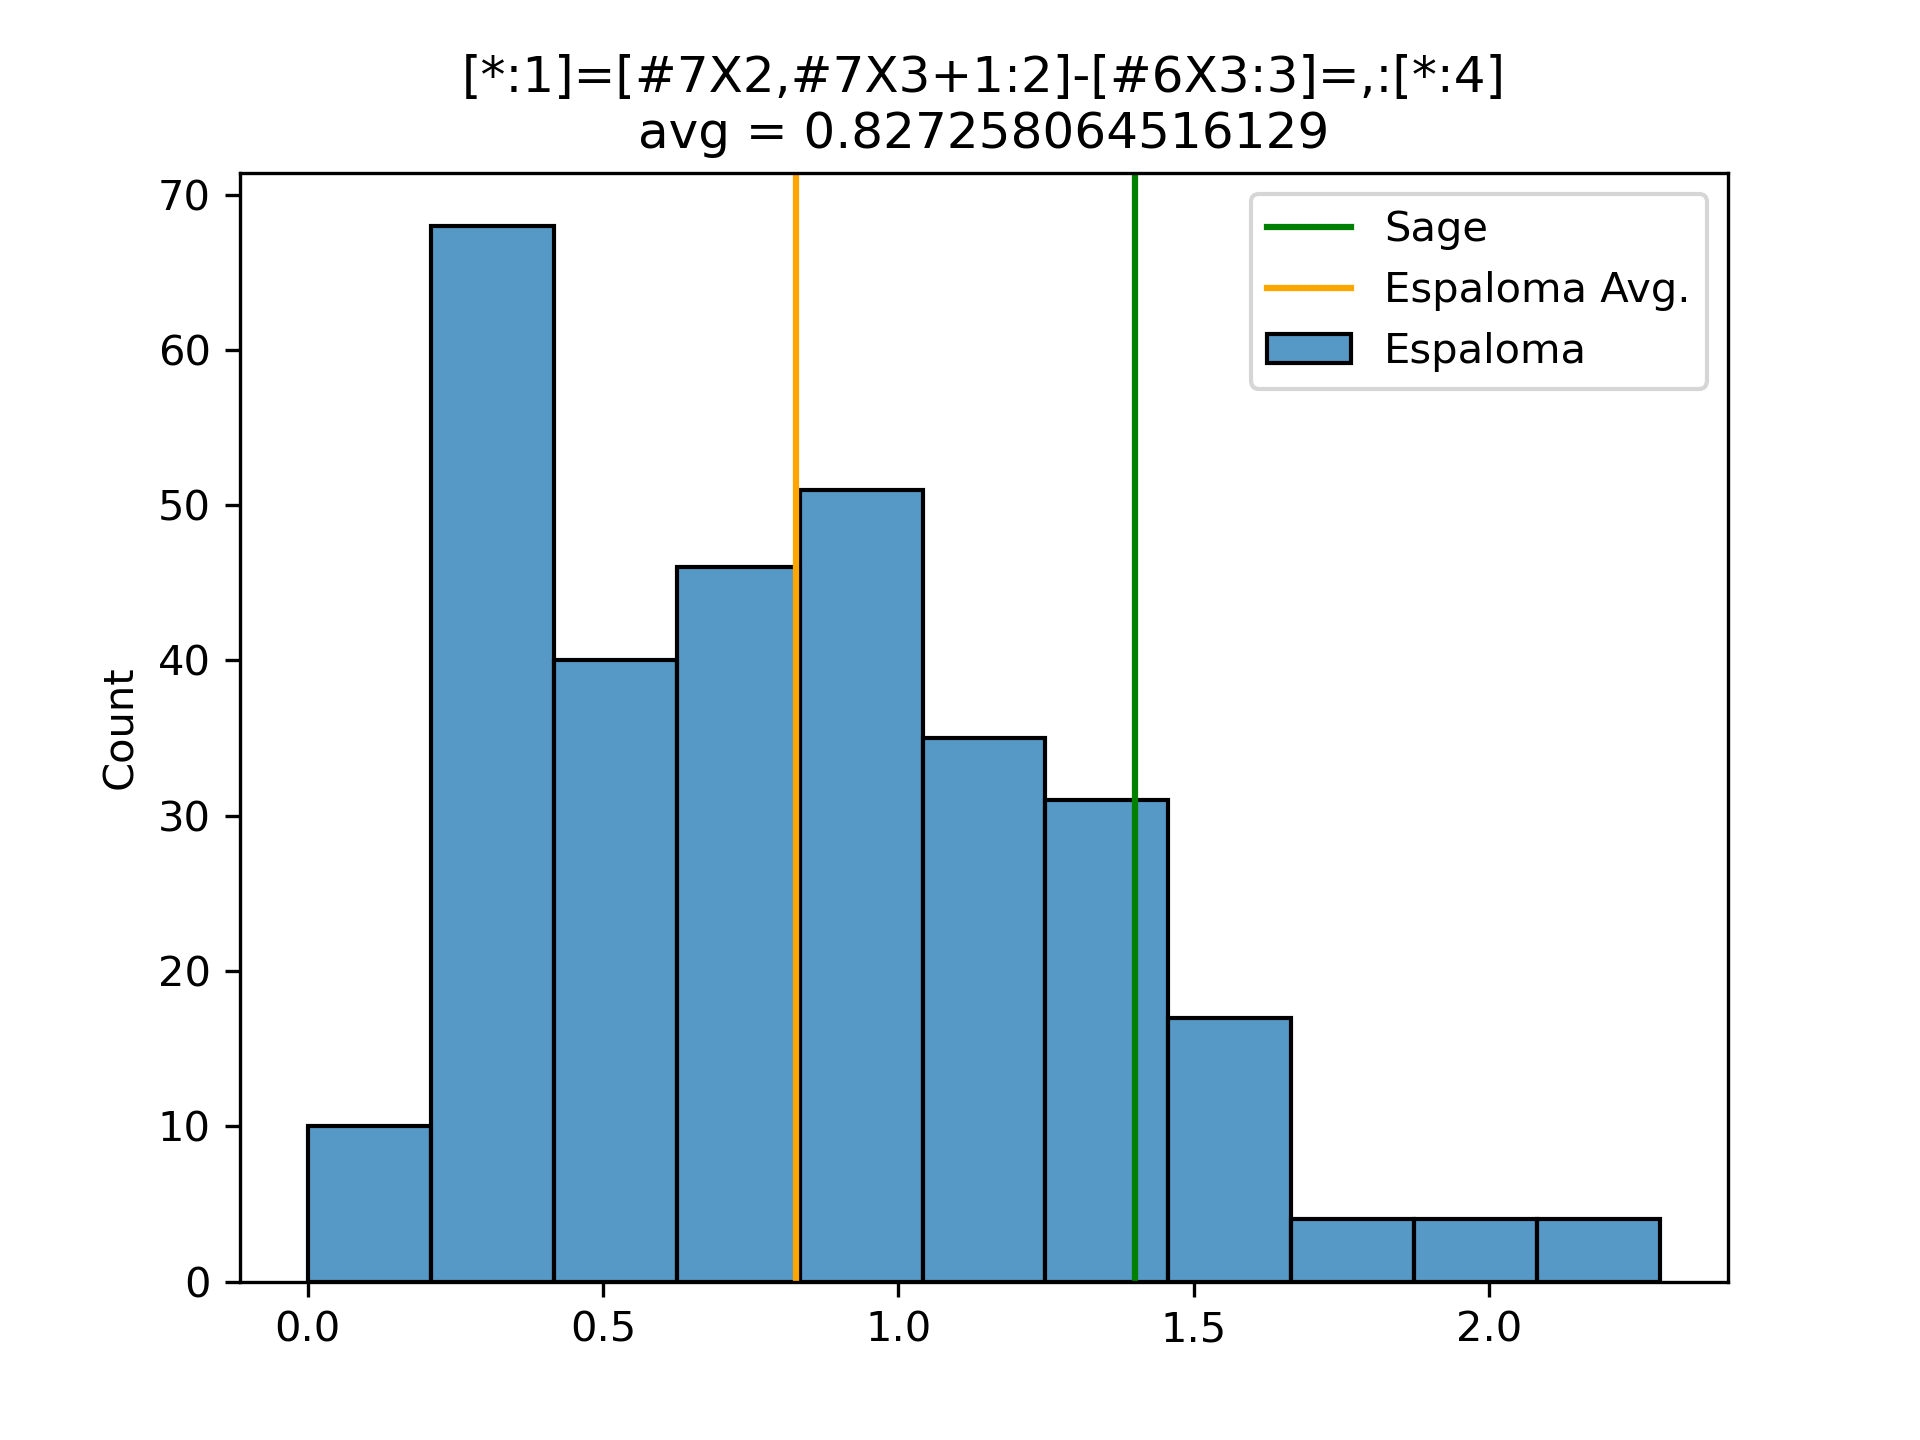 [*:1]=[#7X2,#7X3+1:2]-[#6X3:3]=,:[*:4]
avg = 0.827258064516129
70
60
50
40
30
20
10
0
Count
Sage
Espaloma Avg.
Espaloma
0.0
0.5
1.0
1.5
2.0